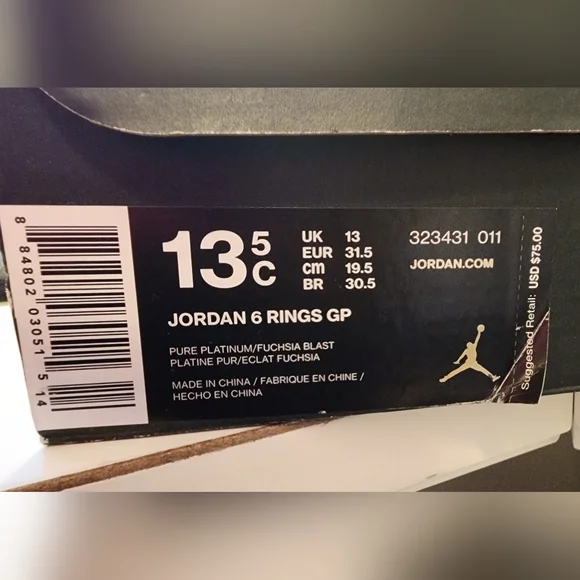 8 84802 03051 5 14
13 5 C
UK 13
EUR 31.5
cm 19.5
BR 30.5
323431 011
JORDAN.COM
JORDAN 6 RINGS GP
PURE PLATINUM/FUCHSIA BLAST
PLATINE PUR/ECLAT FUCHSIA
MADE IN CHINA / FABRIQUE EN CHINE /
HECHO EN CHINA
Suggested Retail: USD $75.00